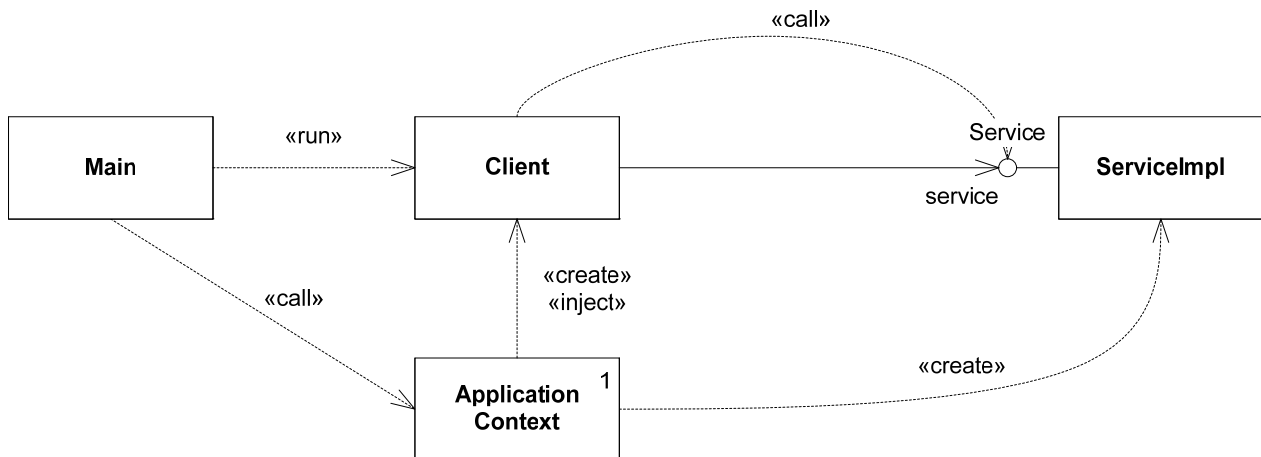 «call»
Service
«run»
Main
Client
ServiceImpl
service
«create»
«inject»
«call»
1
Application
Context
«create»